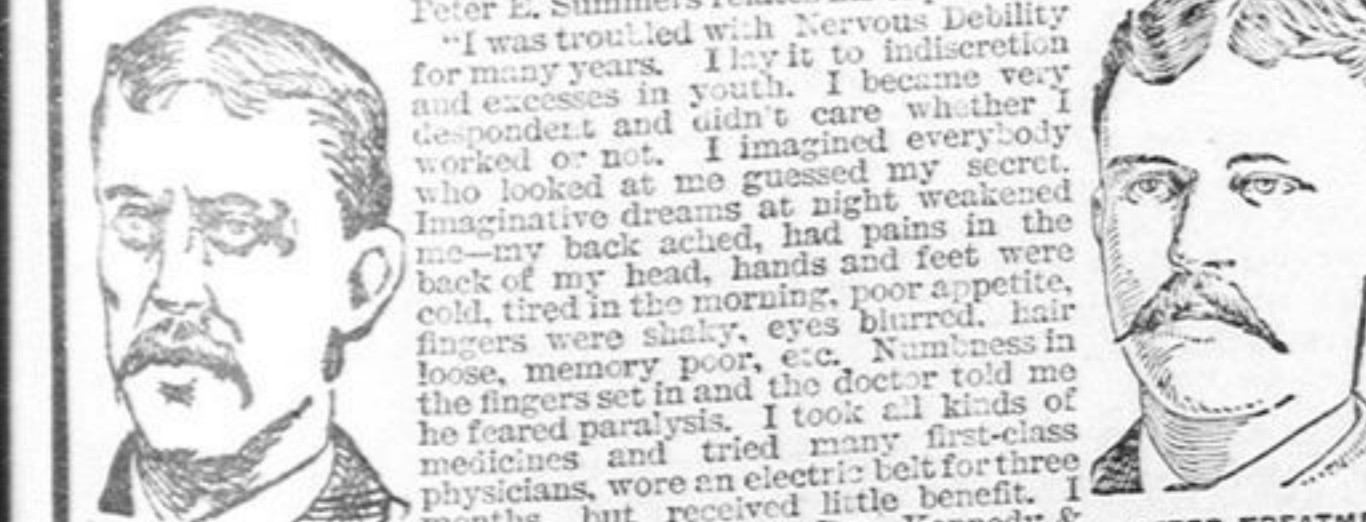 Peter E. Summers relates
"I was troubled with Nervous Debility
for many years. I lay it to indiscretion
and excesses in youth. I became very
despondent and didn't care whether I
worked or not. I imagined everybody
who looked at me guessed my secret.
Imaginative dreams at night weakened
me—my back ached, had pains in the
back of my head, hands and feet were
cold, tired in the morning, poor appetite,
fingers were shaky, eyes blurred, hair
loose, memory poor, etc. Numbness in
the fingers set in and the doctor told me
he feared paralysis. I took all kinds of
medicines and tried many first-class
physicians, wore an electric belt for three
months, but received little benefit. I
Kennedy &